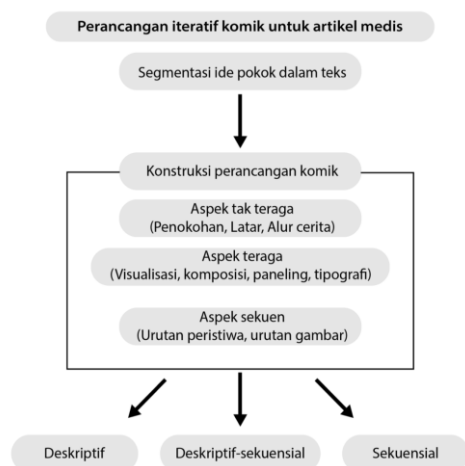 Perancangan iteratif komik untuk artikel medis
Segmentasi ide pokok dalam teks
Konstruksi perancangan komik
Aspek tak teraga
(Penokohan, Latar, Alur cerita)
Aspek teraga
(Visualisasi, komposisi, paneling, tipografi)
Aspek sekuen
(Urutan peristiwa, urutan gambar)
Deskriptif
Deskriptif-sekuensial
Sekuensial